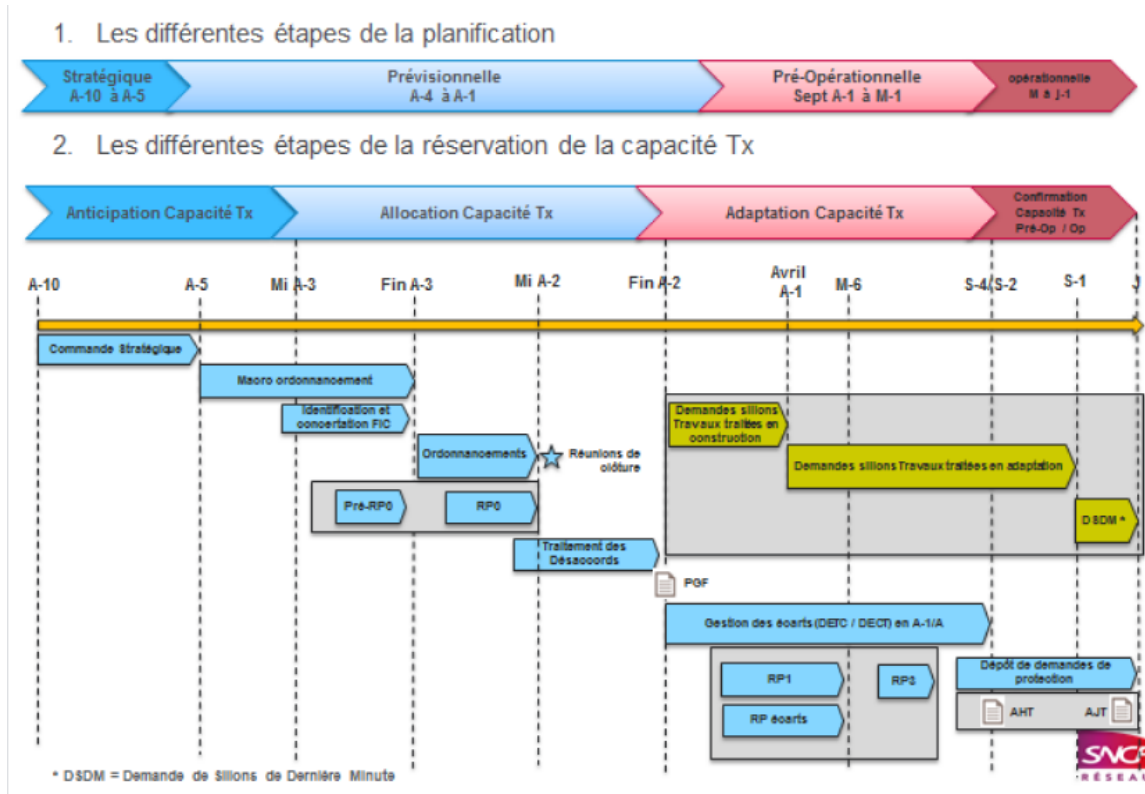 1. Les différentes étapes de la planification
Stratégique
A-10 à A-5
Prévisionnelle
A-4 à A-1
Pré-Opérationnelle
Sept A-1 à M-1
opérationnelle
M à J-1
2. Les différentes étapes de la réservation de la capacité Tx
Anticipation Capacité Tx
Allocation Capacité Tx
Adaptation Capacité Tx
Confirmation
Capacité Tx
Pré-Op / Op
A-10
A-5
Mi A-3
Fin A-3
Mi A-2
Fin A-2
Avril
A-1
M-6
S-4/S-2
S-1
J
Commande Stratégique
Macro ordonnancement
Identification et
concertation FIC
Ordonnancements
Réunions de
clôture
Pré-RP0
RP0
Traitement des
Désaccords
Demandes sillons
Travaux traitées en
construction
Demandes sillons Travaux traitées en adaptation
DSDM *
PGF
Gestion des écarts (DETC / DECT) en A-1/A
RP1
RP3
RP écarts
Dépôt de demandes de
protection
AHT
AJT
* DSDM = Demande de Sillons de Dernière Minute
SNCF
RÉSEAU